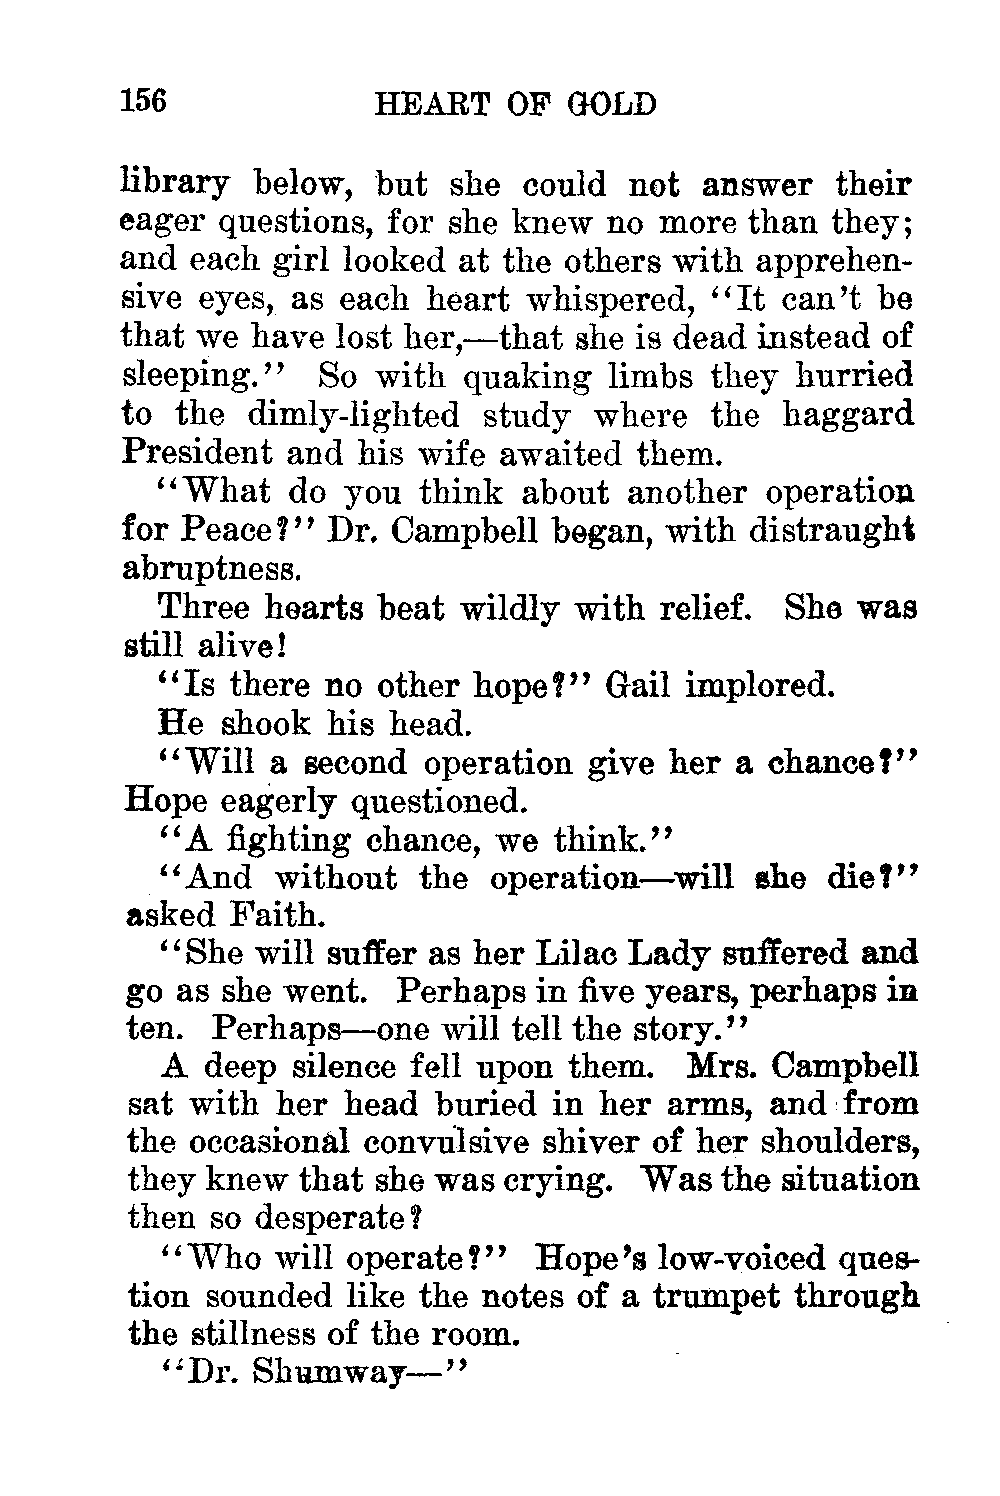 156 HEART OF GOLD
library below, but she could not answer their
eager questions, for she knew no more than they;
and each girl looked at the others with apprehen-
sive eyes, as each heart whispered, "It can't be
that we have lost her,—that she is dead instead of
sleeping." So with quaking limbs they hurried
to the dimly-lighted study where the haggard
President and his wife awaited them.
"What do you think about another operation
for Peace?" Dr. Campbell began, with distraught
abruptness.
Three hearts beat wildly with relief. She was
still alive!
"Is there no other hope?" Gail implored.
He shook his head.
"Will a second operation give her a chance?"
Hope eagerly questioned.
"A fighting chance, we think."
"And without the operation—will she die?"
asked Faith.
"She will suffer as her Lilac Lady suffered and
go as she went. Perhaps in five years, perhaps in
ten. Perhaps—one will tell the story."
A deep silence fell upon them. Mrs. Campbell
sat with her head buried in her arms, and from
the occasional convulsive shiver of her shoulders,
they knew that she was crying. Was the situation
then so desperate?
"Who will operate?" Hope's low-voiced ques-
tion sounded like the notes of a trumpet through
the stillness of the room.
"Dr. Shumway—"